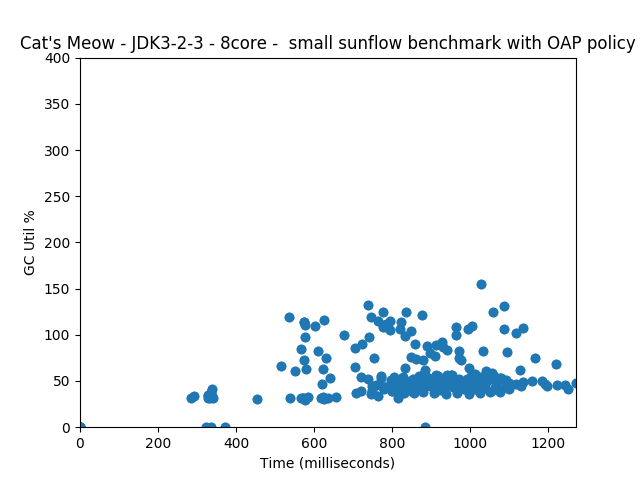 Cat's Meow - JDK3-2-3 - 8core -  small sunflow benchmark with OAP policy
400
350
300
250
200
150
100
50
0
GC Util %
0 200 400 600 800 1000 1200
Time (milliseconds)